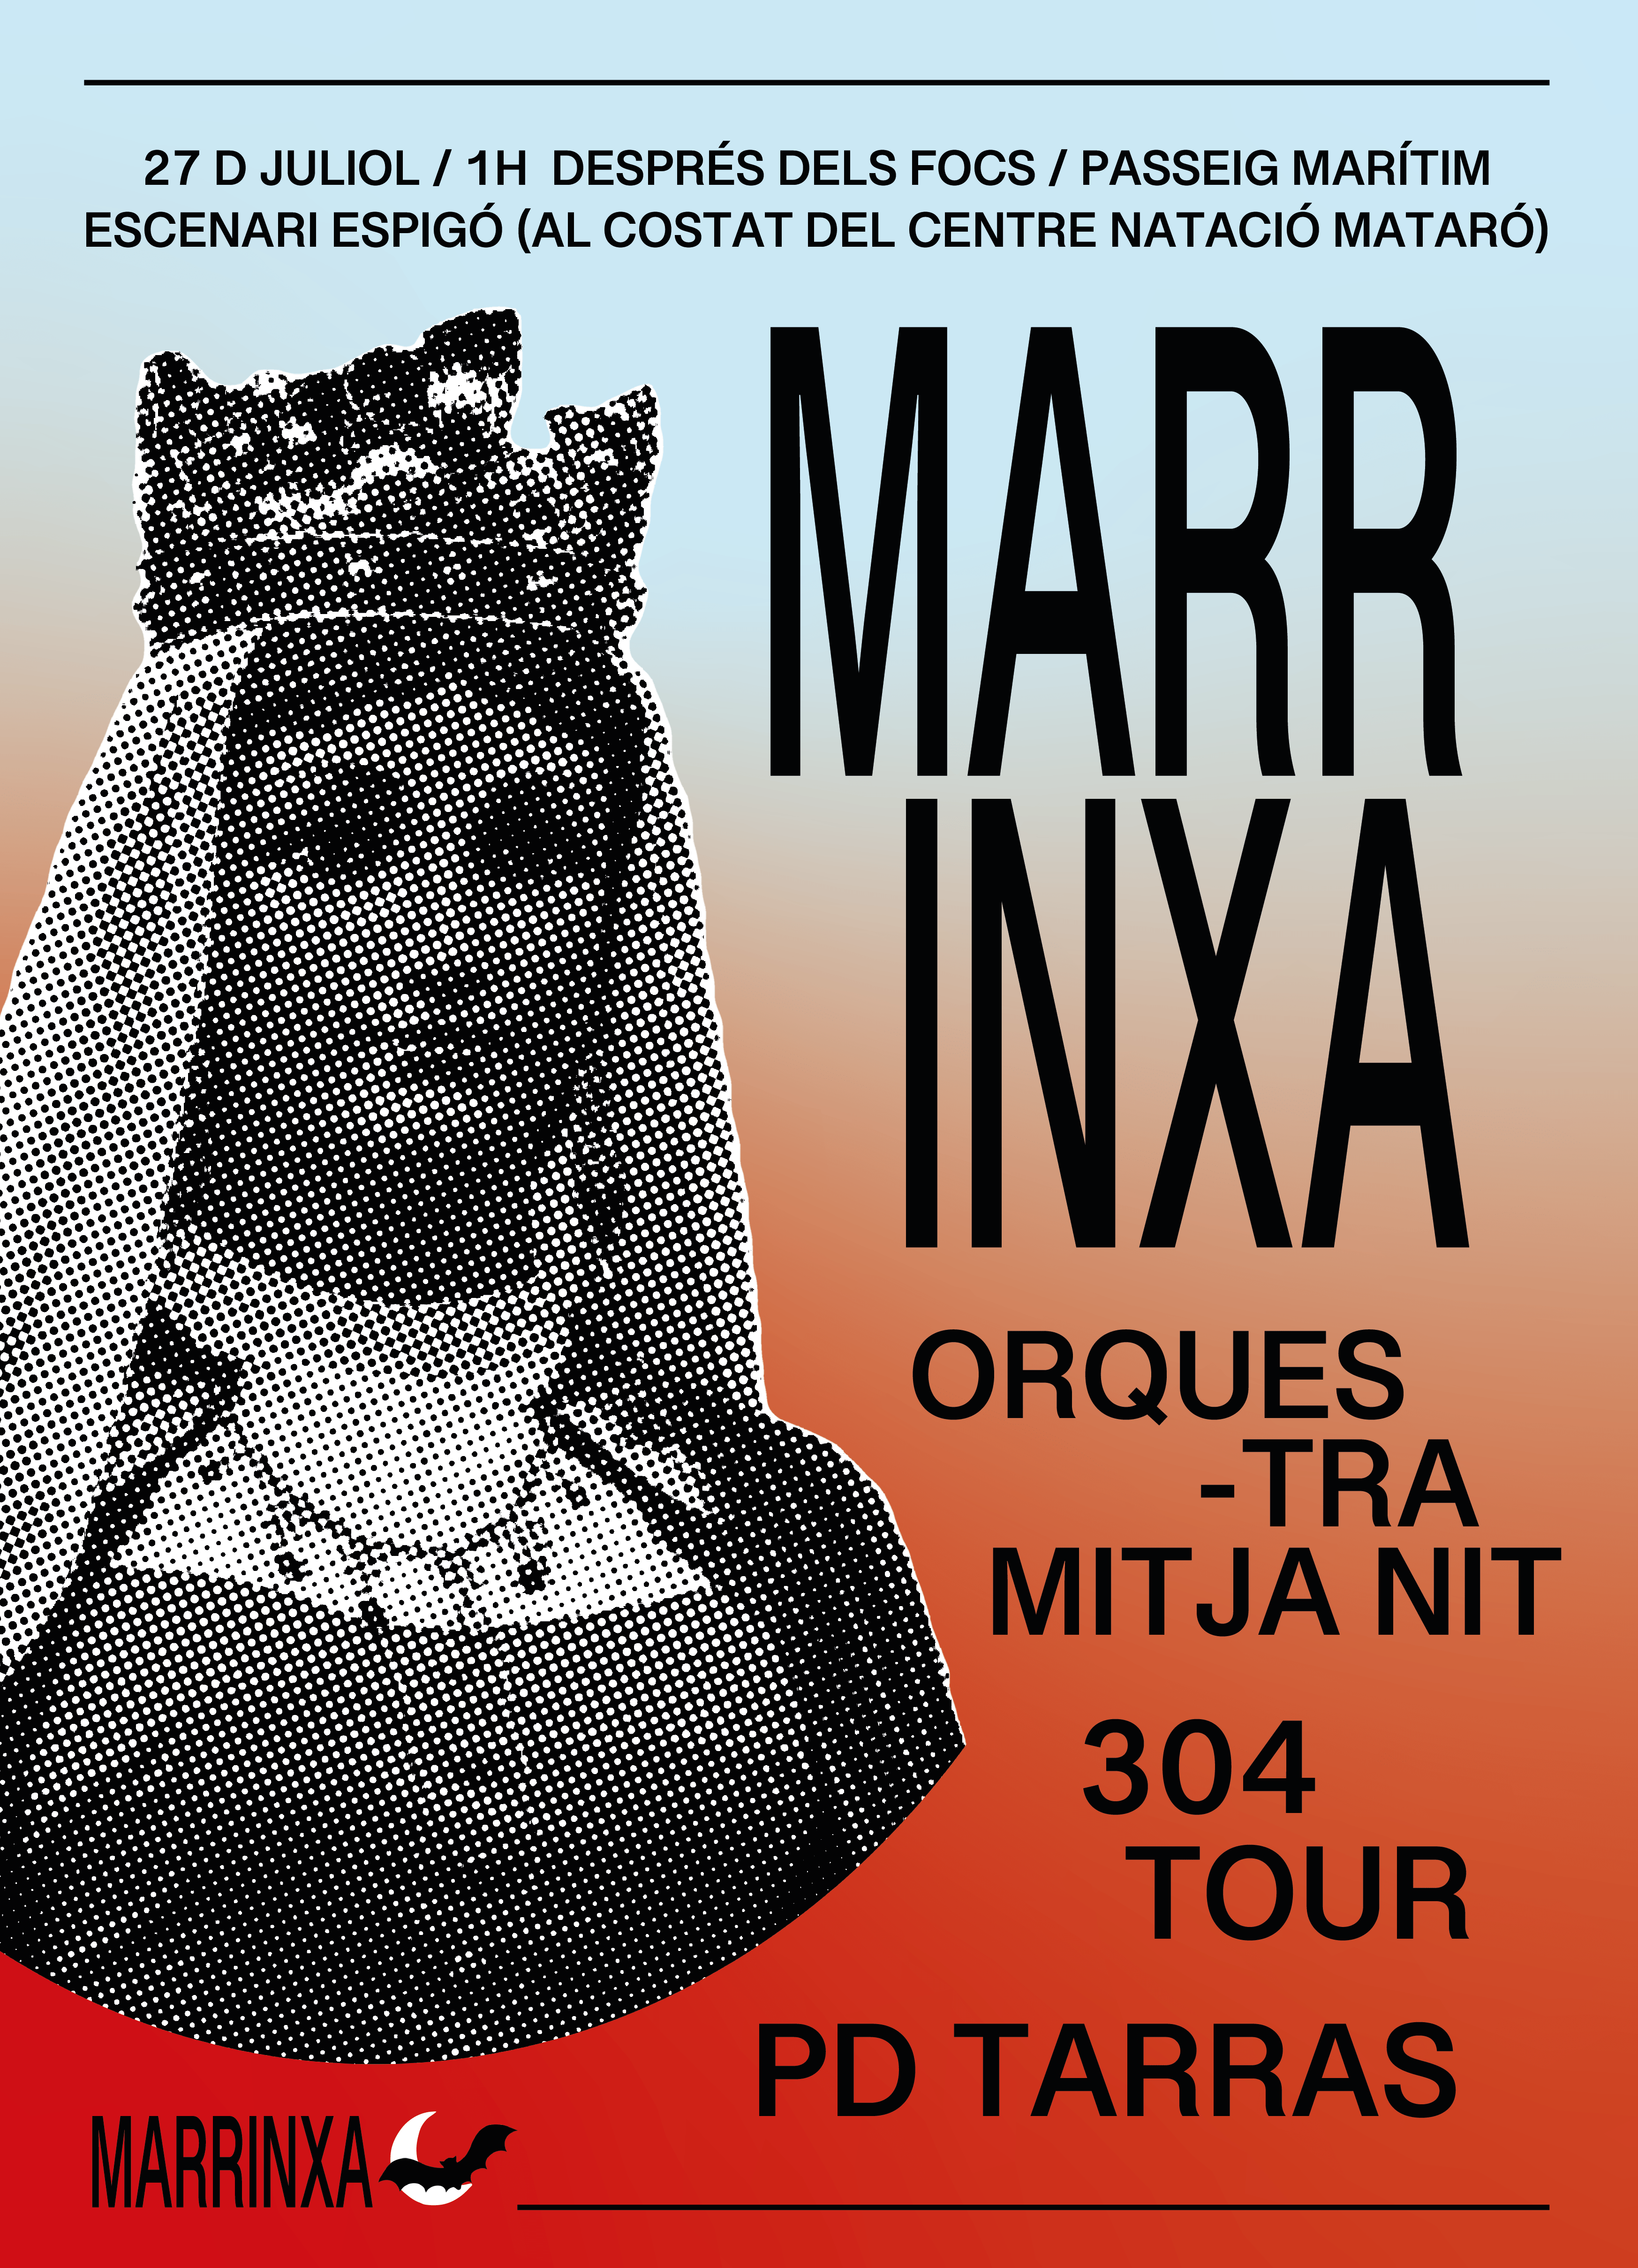 27 D JULIOL / 1H DESPRÉS DELS FOCS / PASSEIG MARÍTIM
ESCENARI ESPIGÓ (AL COSTAT DEL CENTRE NATACIÓ MATARÓ)
MARR
INXA
ORQUES
-TRA
MITJA NIT
304
TOUR
PD TARRAS
MARRINXA